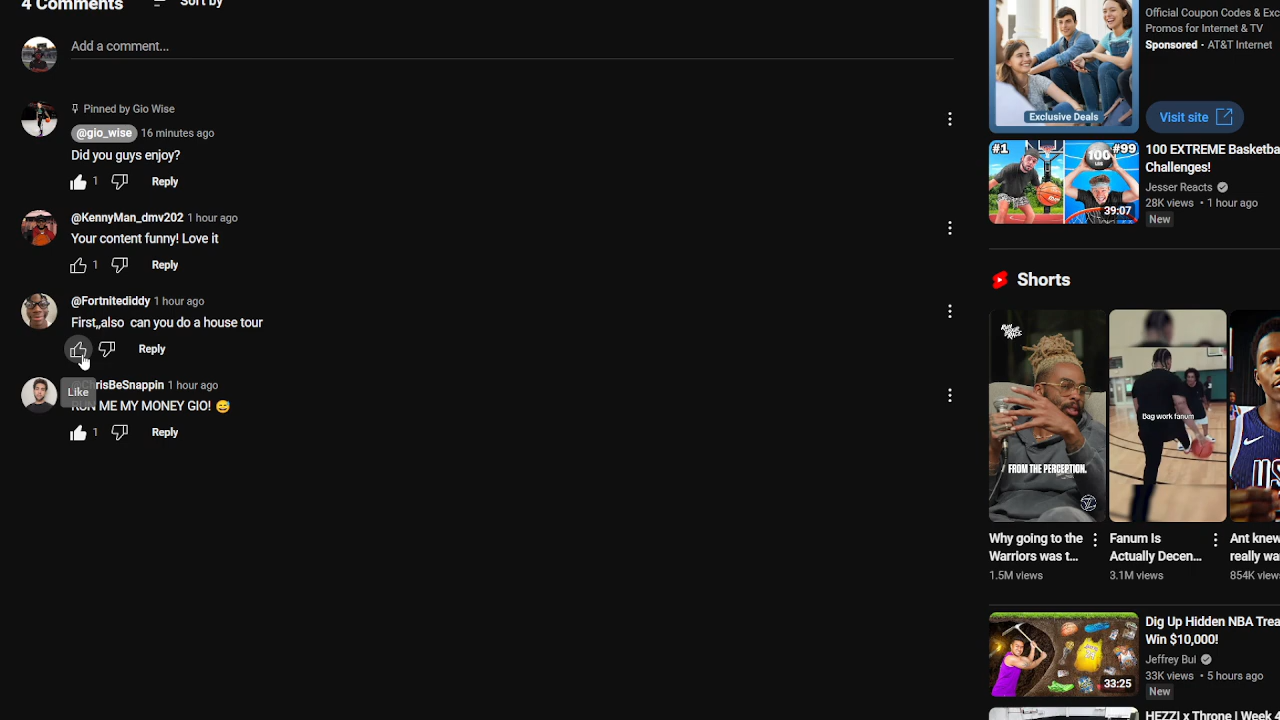 4 Comments
Sort by
Add a comment...
Pinned by Gio Wise
@gio_wise 16 minutes ago
Did you guys enjoy?
1 Reply
@KennyMan_dmv202 1 hour ago
Your content funny! Love it
1 Reply
@Fortnitediddy 1 hour ago
First,,also can you do a house tour
Reply
Like
risBeSnappin 1 hour ago
RUN ME MY MONEY GIO! 😅
1 Reply
Exclusive Deals
Official Coupon Codes & Exc
Promos for Internet & TV
Sponsored · AT&T Internet
Visit site
#1 #99
100
39:07
100 EXTREME Basketba
Challenges!
Jesser Reacts
28K views • 1 hour ago
New
Shorts
FROM THE PERCEPTION.
Why going to the
Warriors was t...
1.5M views
Bag work fanum
Fanum Is
Actually Decen...
3.1M views
Ant knew
really wa
854K view
33:25
Dig Up Hidden NBA Trea
Win $10,000!
Jeffrey Bui
33K views • 5 hours ago
New
HEZZI x Throne | Week